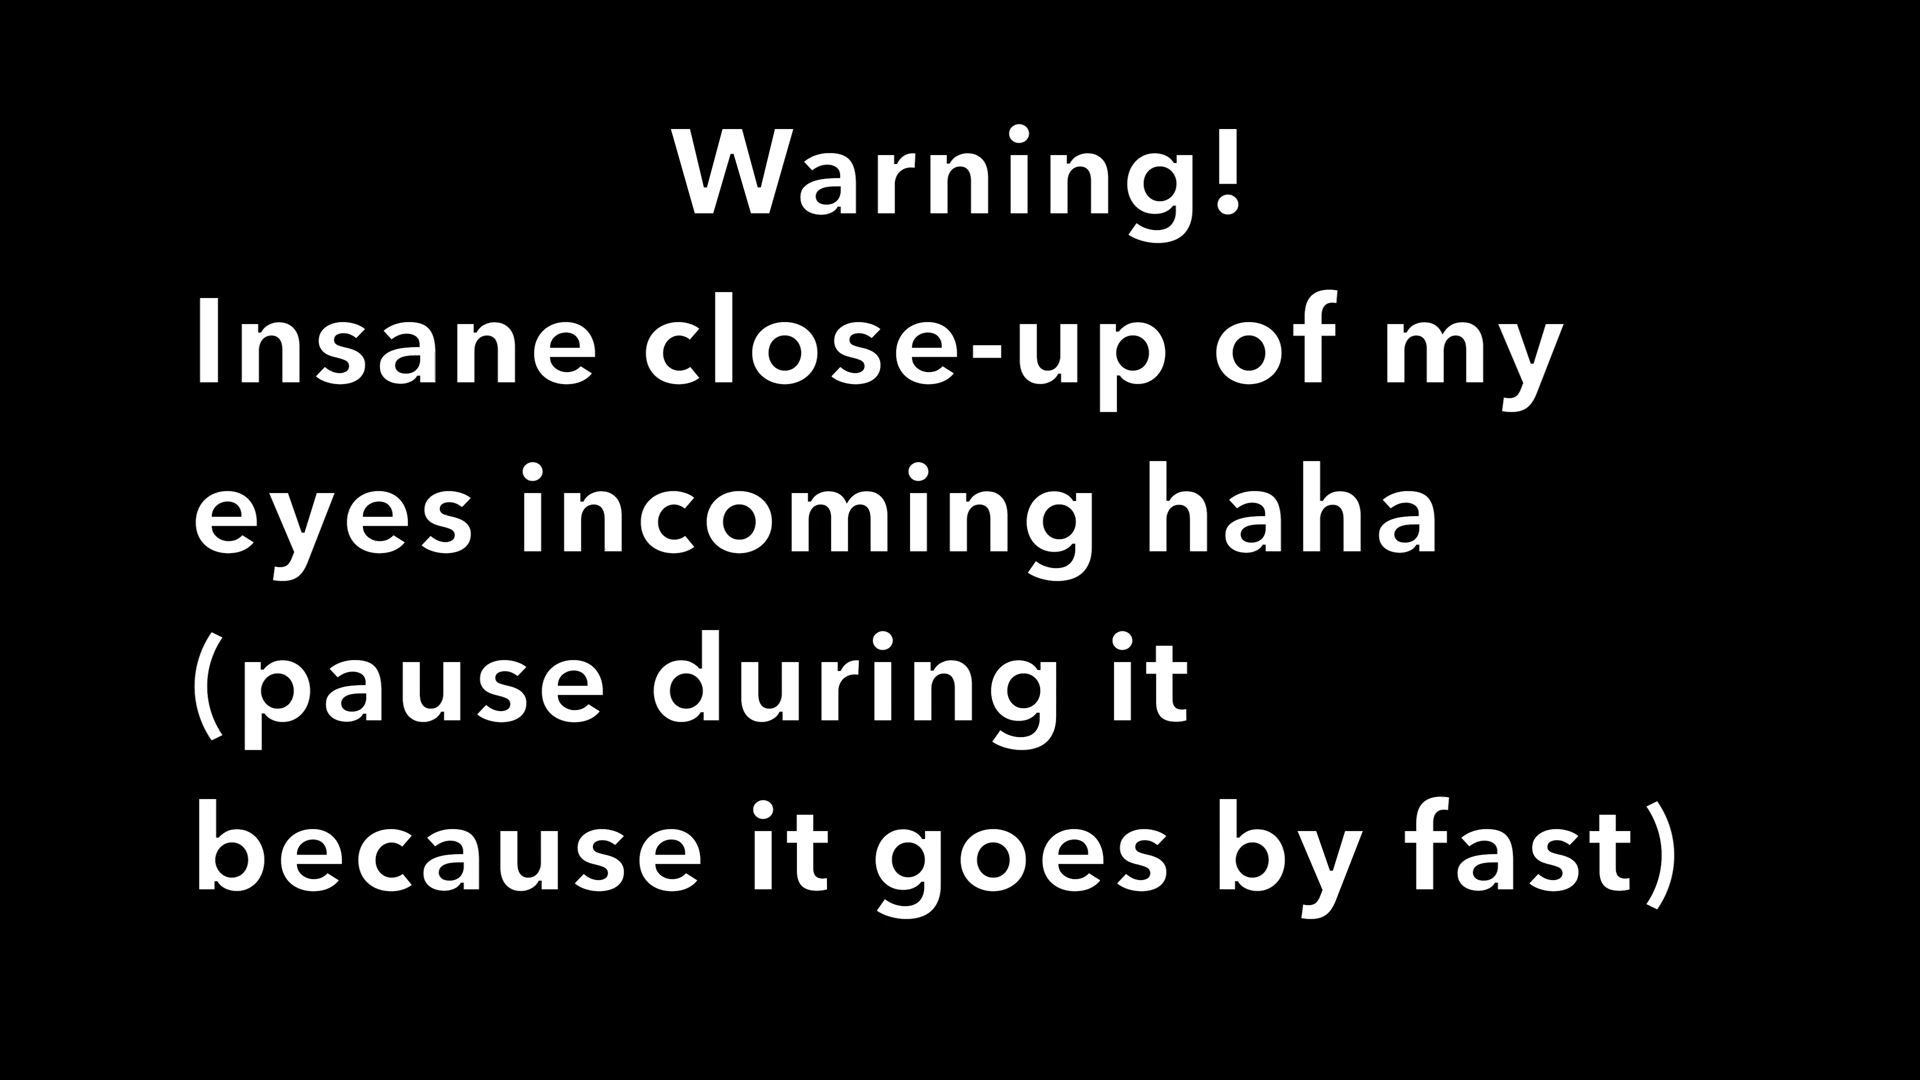 Warning!
Insane close-up of my
eyes incoming haha
(pause during it
because it goes by fast)